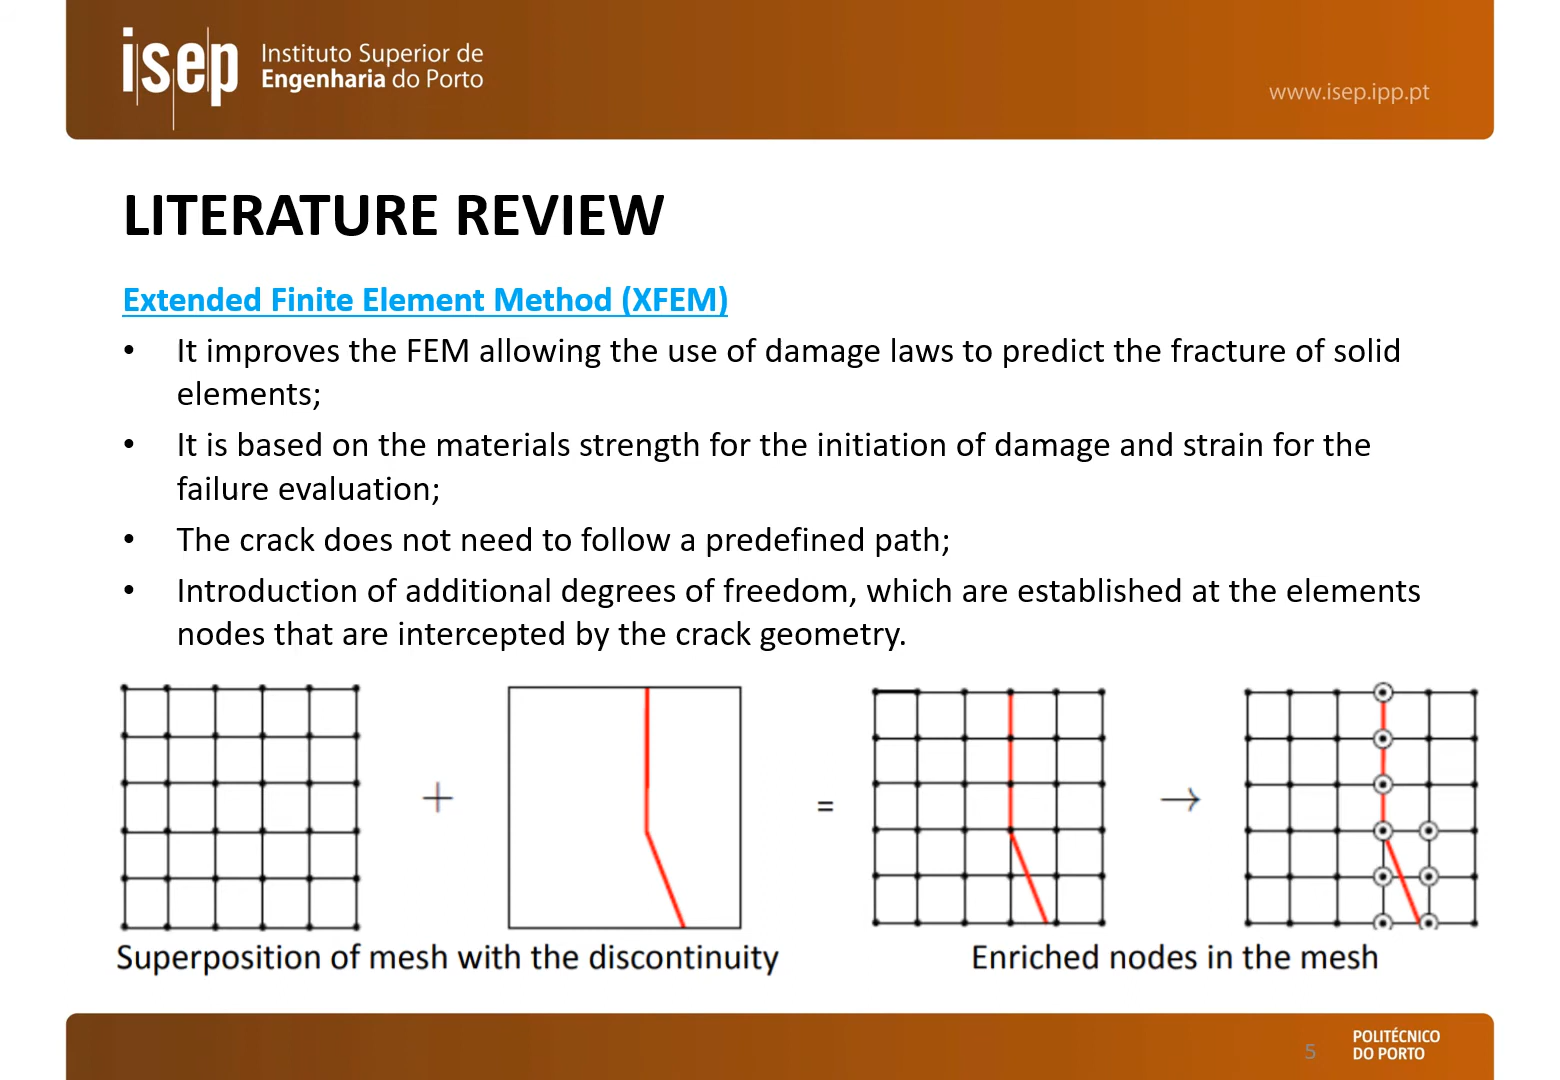 isep
Instituto Superior de
Engenharia do Porto
www.isep.ipp.pt
LITERATURE REVIEW
Extended Finite Element Method (XFEM)
• It improves the FEM allowing the use of damage laws to predict the fracture of solid
elements;
• It is based on the materials strength for the initiation of damage and strain for the
failure evaluation;
• The crack does not need to follow a predefined path;
• Introduction of additional degrees of freedom, which are established at the elements
nodes that are intercepted by the crack geometry.
+ = →
Superposition of mesh with the discontinuity
Enriched nodes in the mesh
5
POLITÉCNICO
DO PORTO